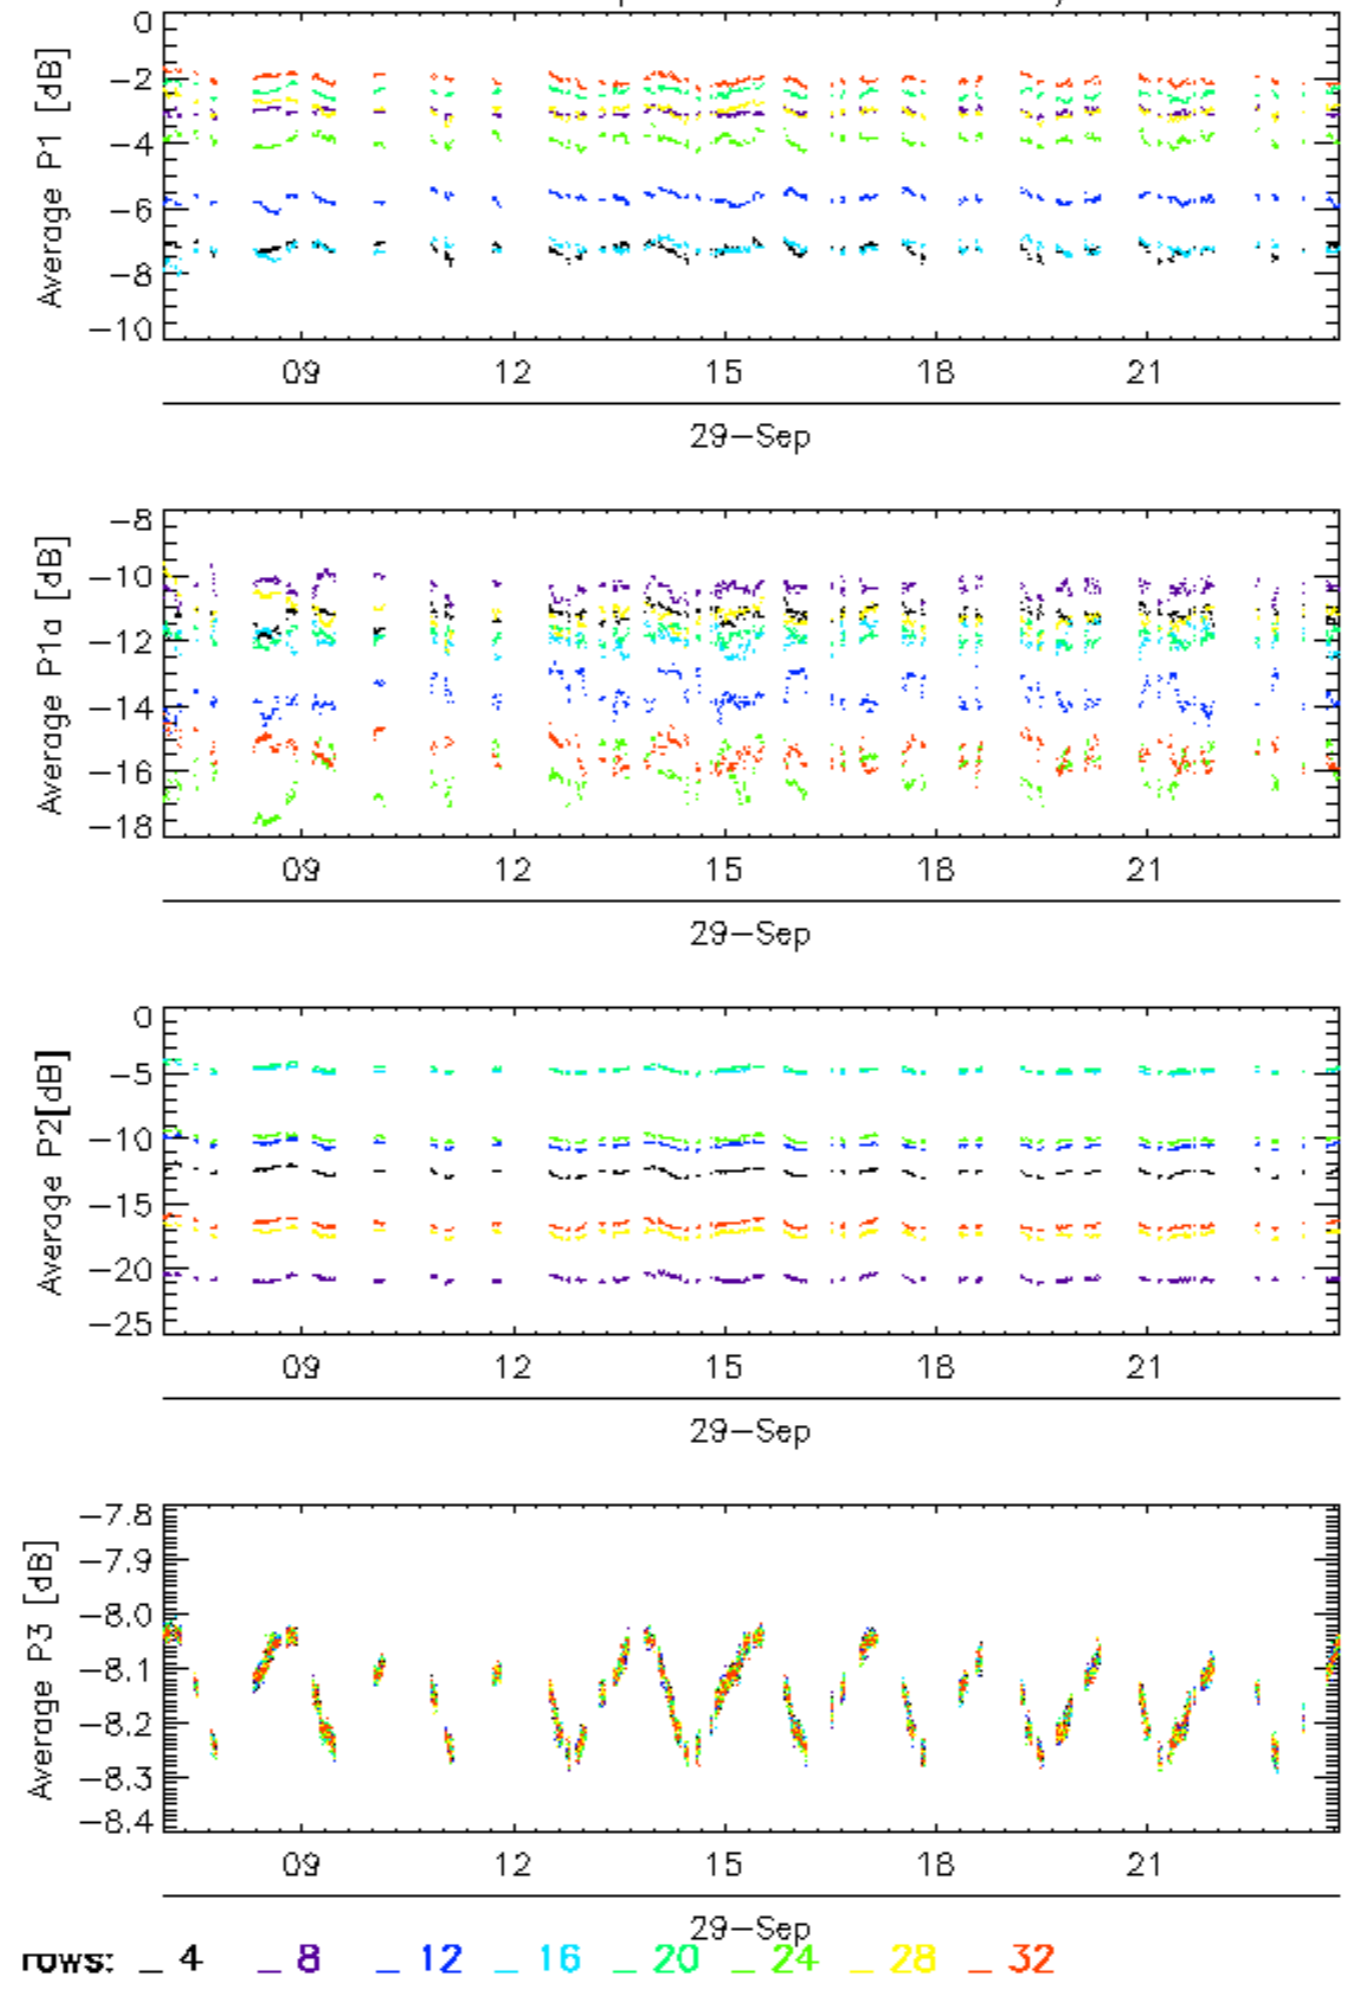 0
−2
−4
−6
−8
−10
Average P1 [dB]
09 12 15 18 21
29−Sep
−8
−10
−12
−14
−16
−18
Average P1a [dB]
09 12 15 18 21
29−Sep
0
−5
−10
−15
−20
−25
Average P2[dB]
09 12 15 18 21
29−Sep
−7.8
−7.9
−8.0
−8.1
−8.2
−8.3
−8.4
Average P3 [dB]
09 12 15 18 21
29−Sep
rows: _ 4 _ 8 _ 12 _ 16 _ 20 _ 24 _ 28 _ 32